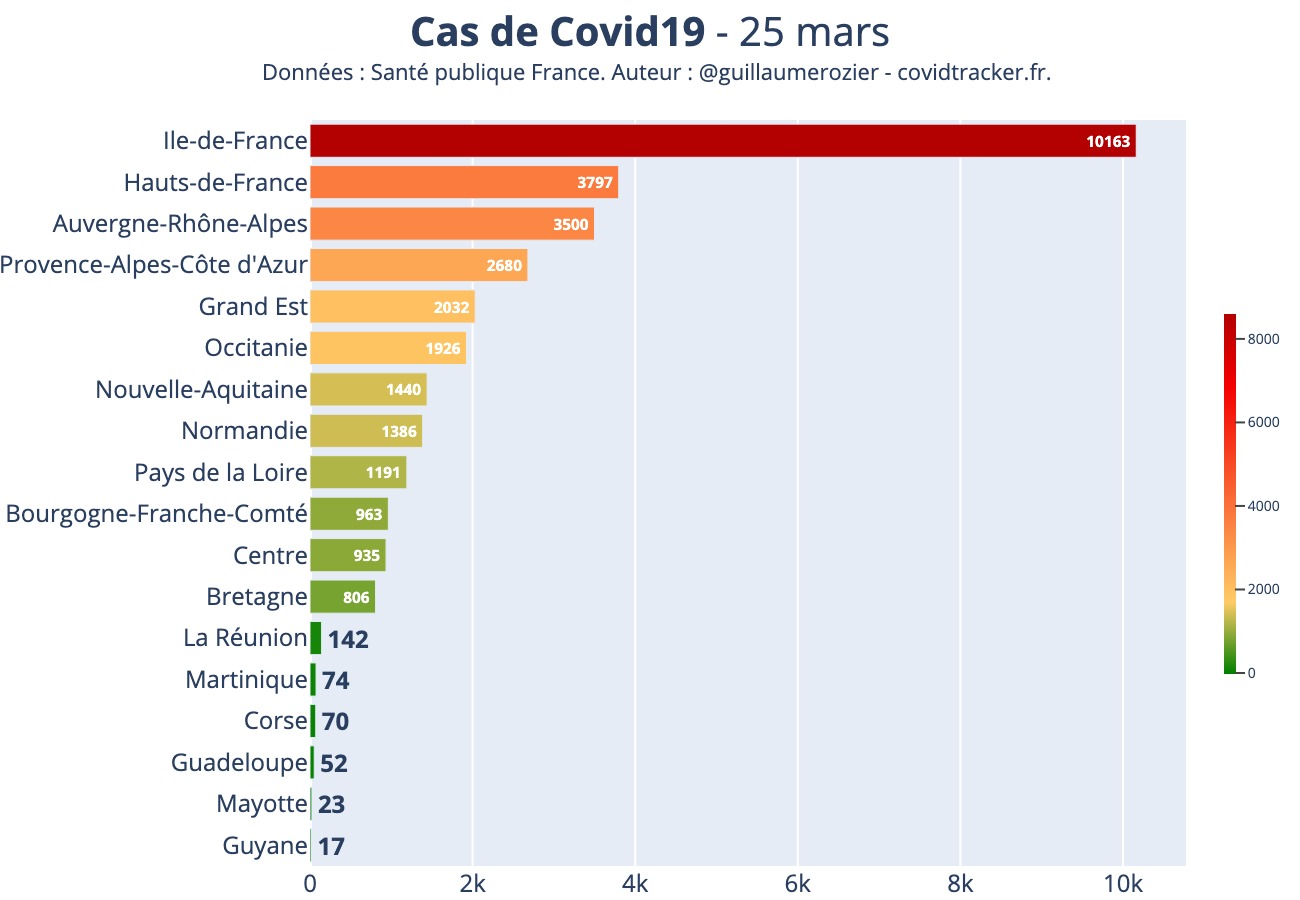 Cas de Covid19 - 25 mars
Données : Santé publique France. Auteur : @guillaumerozier - covidtracker.fr.
Ile-de-France 10163
Hauts-de-France 3797
Auvergne-Rhône-Alpes 3500
Provence-Alpes-Côte d'Azur 2680
Grand Est 2032
Occitanie 1926
Nouvelle-Aquitaine 1440
Normandie 1386
Pays de la Loire 1191
Bourgogne-Franche-Comté 963
Centre 935
Bretagne 806
La Réunion 142
Martinique 74
Corse 70
Guadeloupe 52
Mayotte 23
Guyane 17
0 2k 4k 6k 8k 10k
8000
6000
4000
2000
0